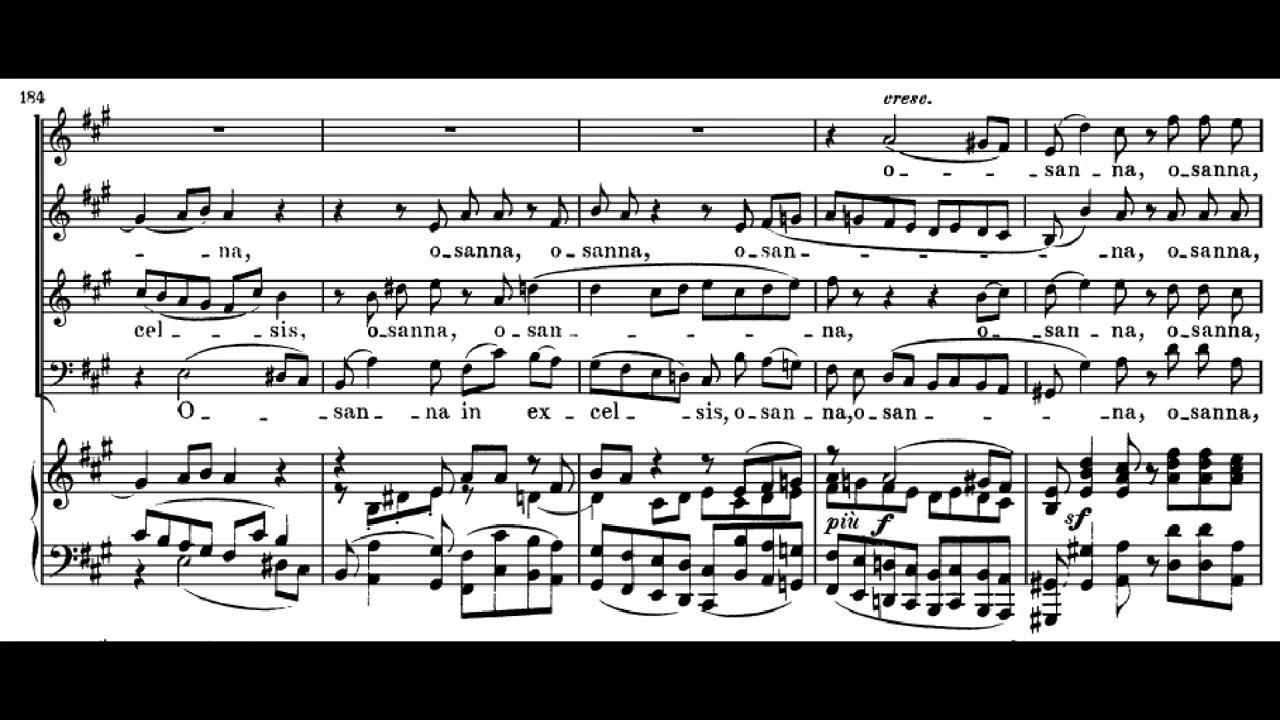 184
cresc.
o - - - san - na, o-sanna,
- - na, o-sanna, o-sanna, o-san - - - - - - - - - na, o-sanna,
cel - - sis, o-sanna, o-san - - - - - na, o - san - na, o-sanna,
O - - - san - - na in ex - cel - - sis, o-san - na, o-san - - - - - na, o-sanna,
più f sf